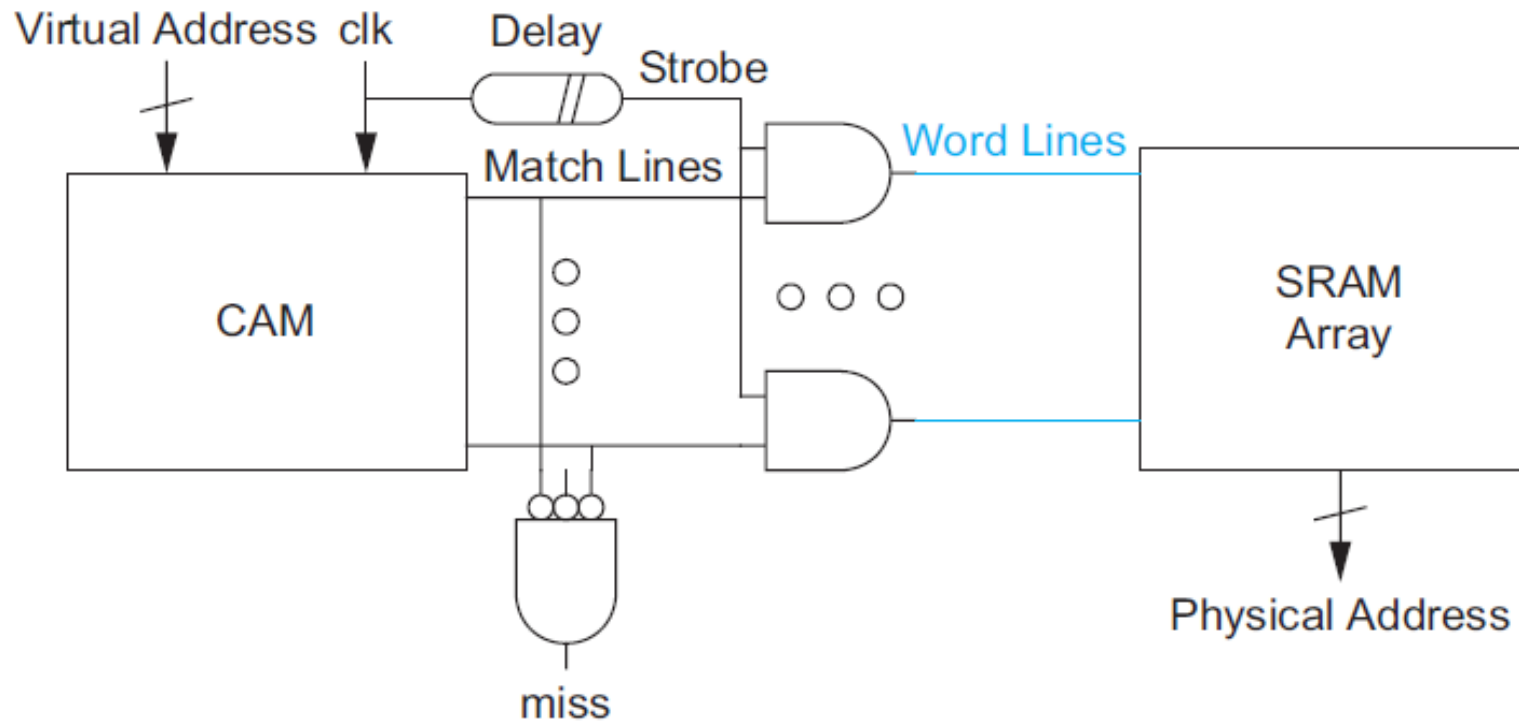 Virtual Address clk
Delay
Strobe
Match Lines
Word Lines
CAM
SRAM
Array
Physical Address
miss